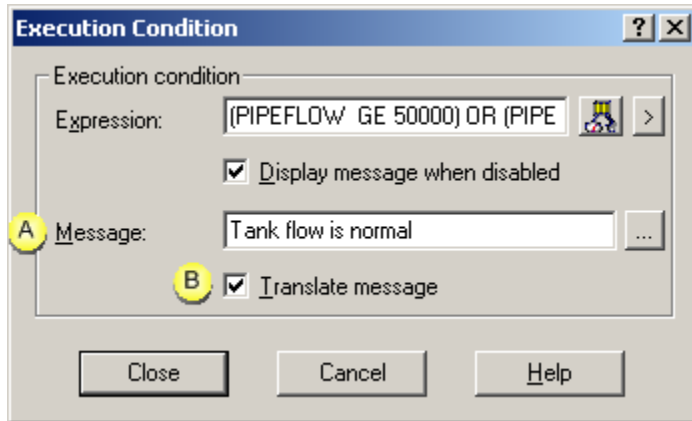 Execution Condition
Execution condition
Expression: (PIPEFLOW GE 50000) OR (PIPE >
Display message when disabled
A Message: Tank flow is normal ...
B Translate message
Close Cancel Help